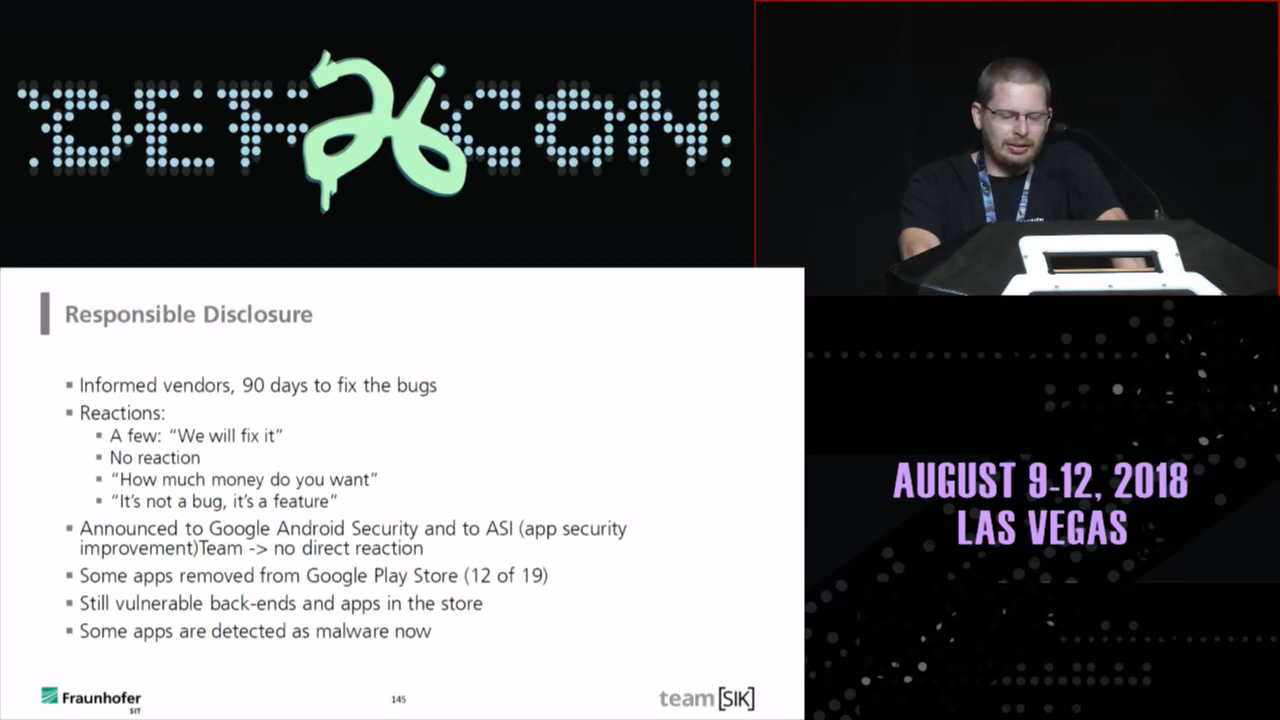 DEF CON 26
Responsible Disclosure
▪ Informed vendors, 90 days to fix the bugs
▪ Reactions:
▪ A few: “We will fix it”
▪ No reaction
▪ “How much money do you want”
▪ “It’s not a bug, it’s a feature”
▪ Announced to Google Android Security and to ASI (app security
improvement)Team -> no direct reaction
▪ Some apps removed from Google Play Store (12 of 19)
▪ Still vulnerable back-ends and apps in the store
▪ Some apps are detected as malware now
Fraunhofer
SIT
145
team[SIK]
AUGUST 9-12, 2018
LAS VEGAS